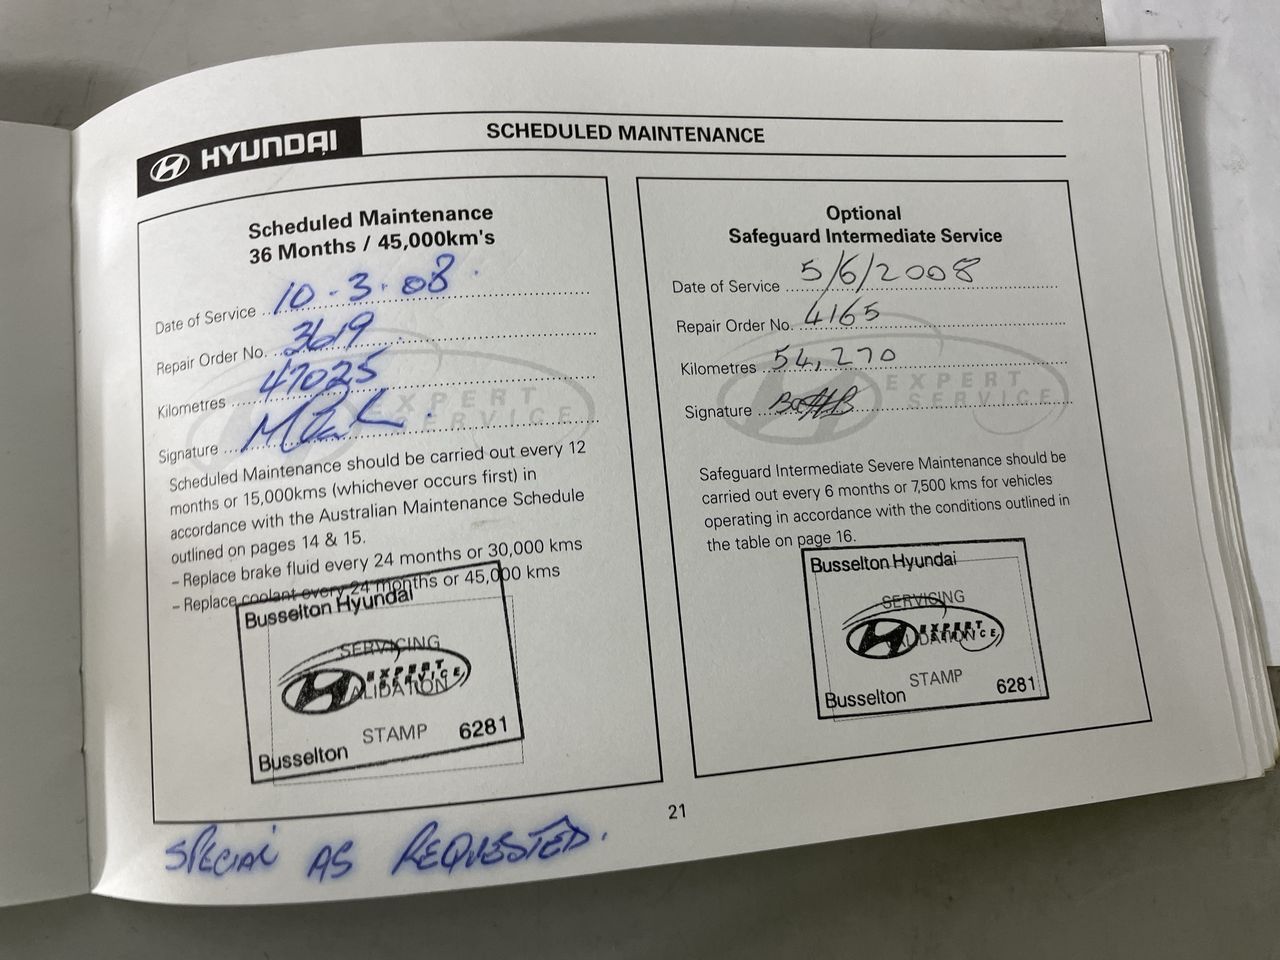 HYUNDAI
SCHEDULED MAINTENANCE
Scheduled Maintenance
36 Months / 45,000km's
Date of Service 10.3.08
Repair Order No. 3619
Kilometres 47025
Signature
EXPERT
SERVICE
Scheduled Maintenance should be carried out every 12
months or 15,000kms (whichever occurs first) in
accordance with the Australian Maintenance Schedule
outlined on pages 14 & 15.
– Replace brake fluid every 24 months or 30,000 kms
– Replace coolant every 24 months or 45,000 kms
Busselton Hyundai
SERVICING
EXPERT
SERVICE
VALIDATION
STAMP
Busselton 6281
SPECIAL AS REQUESTED.
Optional
Safeguard Intermediate Service
Date of Service 5/6/2008
Repair Order No. 4165
Kilometres 54,270
Signature
EXPERT
SERVICE
Safeguard Intermediate Severe Maintenance should be
carried out every 6 months or 7,500 kms for vehicles
operating in accordance with the conditions outlined in
the table on page 16.
Busselton Hyundai
SERVICING
EXPERT
SERVICE
VALIDATION
STAMP
Busselton 6281
21